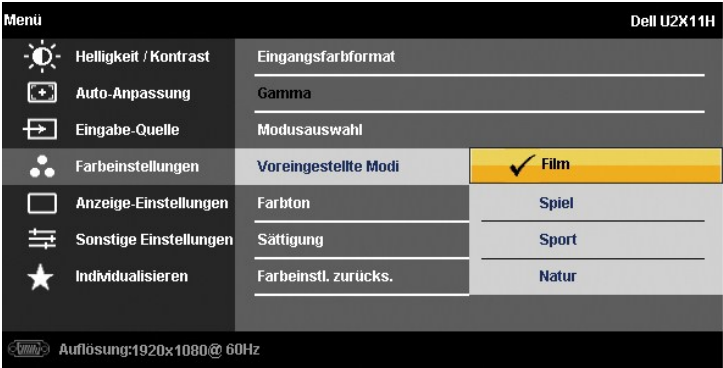 Menü Dell U2X11H
Helligkeit / Kontrast Eingangsfarbformat
Auto-Anpassung Gamma
Eingabe-Quelle Modusauswahl
Farbeinstellungen Voreingestellte Modi Film
Anzeige-Einstellungen Farbton Spiel
Sonstige Einstellungen Sättigung Sport
Individualisieren Farbeinstl. zurücks. Natur
Auflösung:1920x1080@ 60Hz